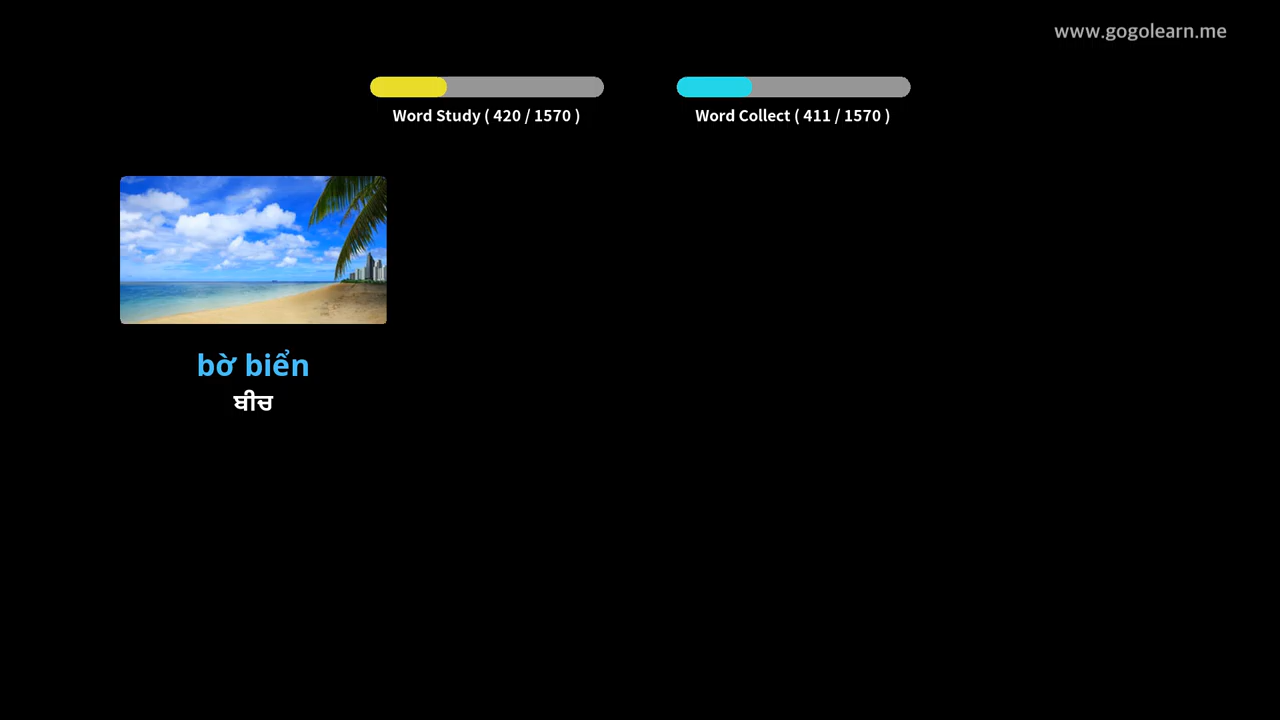 www.gogolearn.me
Word Study ( 420 / 1570 )
Word Collect ( 411 / 1570 )
bờ biển
ਬੀਚ